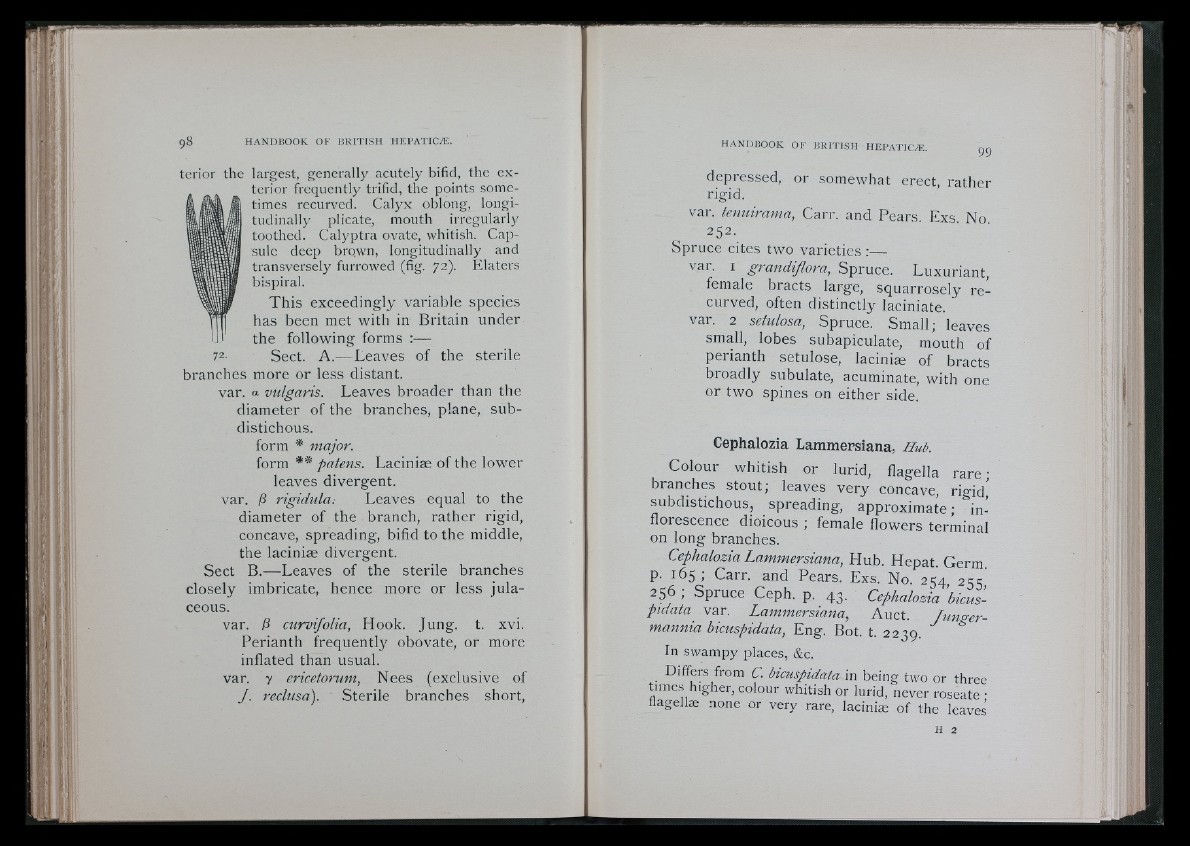 98 HANDBOOK OF BRITISH HEPATICÆ.
terior the largest, generally acutely bifid, the ex-
terior frequently trifid, the points some-
times recurved. Calyx oblong, longi-
tudinally plicate, mouth irregularly
toothed. Calyptra ovate, whitish. Cap-
sule deep brown, longitudinally and
transversely furrowed (fig. 72). Elaters
bispiral.
This exceedingly variable species
has been met with in Britain under
the following forms :—
72.
Sect. A.—Leaves of the sterile
branches more or less distant.
var. α vulgaris. Leaves broader than the
diameter of the branches, plane, sub-
distichous.
form * major.
form ** patens. Laciniæ of the lower
leaves divergent.
var. β rigidula. Leaves equal to the
diameter of the branch, rather rigid,
concave, spreading, bifid to the middle,
the laciniæ divergent.
Sect B.—Leaves of the sterile branches
closely imbricate, hence more or less jula-
ceous.
var. β curvifolia, Hook. Jung. t. xvi.
Perianth frequently obovate, or more
inflated than usual.
var. γ ericetorum, Nees (exclusive of
J. reclusa). Sterile branches short,
HANDBOOK OF BRITISH HEPATICÆ. 99
depressed, or somewhat erect, rather
rigid.
var. tenuirama, Carr. and Pears. Exs. No.
252.
Spruce cites two varieties :—
var. 1 grandiflora, Spruce. Luxuriant,
female bracts large, squarrosely re-
curved, often distinctly laciniate.
var. 2 setulosa, Spruce. Small; leaves
small, lobes subapiculate, mouth of
perianth setulose, laciniæ of bracts
broadly subulate, acuminate, with one
or two spines on either side.
Cephalozia Lammersiana, Hub.
Colour whitish or lurid, flagella rare;
branches stout; leaves very concave, rigid,
subdistichous, spreading, approximate; in-
florescence dioicous ; female flowers terminal
on long branches.
Cephalozia Lammersiana, Hub. Hepat. Germ.
p. 165 ; Carr. and Pears. Exs. No. 254, 255,
256 ; Spruce Ceph. p. 43. Cephalozia bicus-
pidata var. Lammersiana, Auct. Junger-
mannia bicuspidata, Eng. Bot. t. 2239.
In swampy places, &c.
Differs from C. bicuspidata in being two or three
times higher, colour whitish or lurid, never roseate ;
flagellæ none or very rare, laciniæ of the leaves
H 2